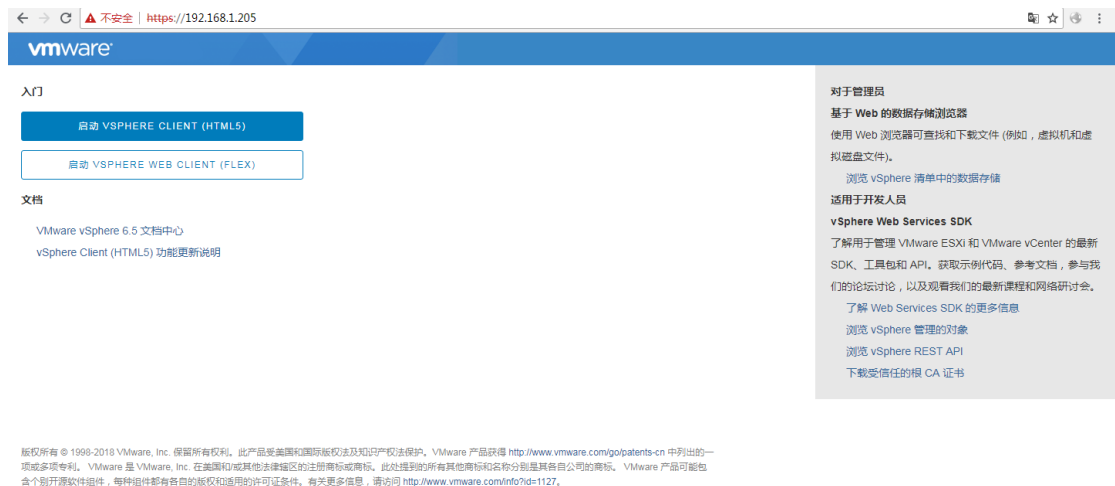 不安全 | https://192.168.1.205
vmware
入门
启动 VSPHERE CLIENT (HTML5)
启动 VSPHERE WEB CLIENT (FLEX)
文档
VMware vSphere 6.5 文档中心
vSphere Client (HTML5) 功能更新说明
对于管理员
基于 Web 的数据存储浏览器
使用 Web 浏览器可查找和下载文件 (例如，虚拟机和虚
拟磁盘文件)。
浏览 vSphere 清单中的数据存储
适用于开发人员
vSphere Web Services SDK
了解用于管理 VMware ESXi 和 VMware vCenter 的最新
SDK、工具包和 API。获取示例代码、参考文档，参与我
们的论坛讨论，以及观看我们的最新课程和网络研讨会。
了解 Web Services SDK 的更多信息
浏览 vSphere 管理的对象
浏览 vSphere REST API
下载受信任的根 CA 证书
版权所有 © 1998-2018 VMware, Inc. 保留所有权利。此产品受美国和国际版权法及知识产权法保护。VMware 产品获得 http://www.vmware.com/go/patents-cn 中列出的一
项或多项专利。 VMware 是 VMware, Inc. 在美国和/或其他法律辖区的注册商标或商标。此处提到的所有其他商标和名称分别是其各自公司的商标。 VMware 产品可能包
含个别开源软件组件，每种组件都有各自的版权和适用的许可证条件。有关更多信息，请访问 http://www.vmware.com/info?id=1127。